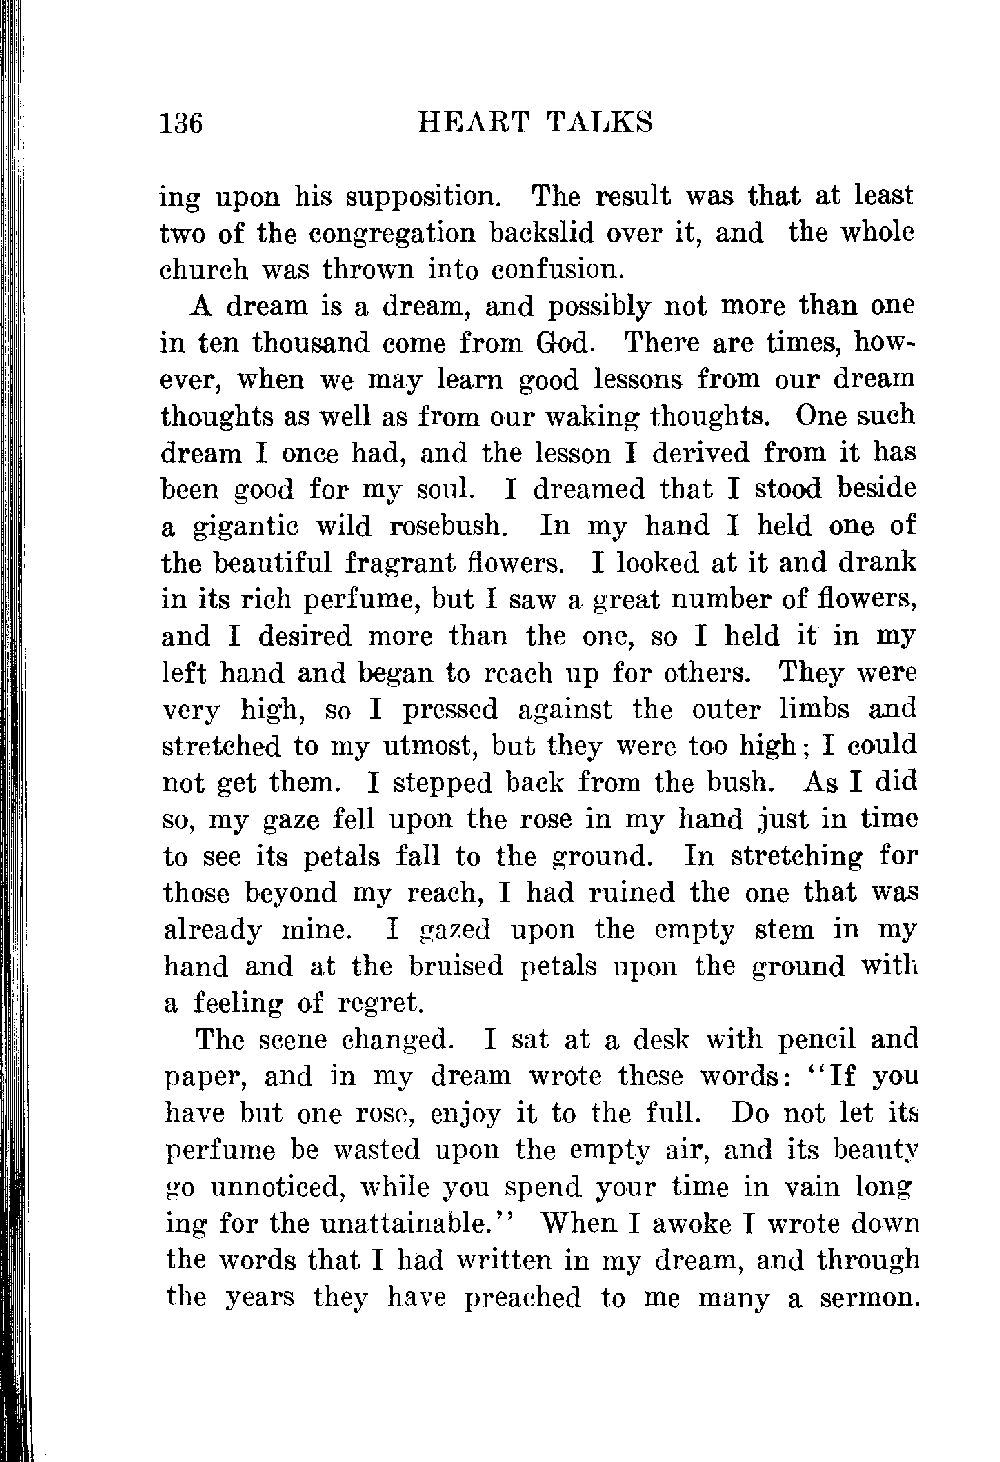 136 HEART TALKS
ing upon his supposition. The result was that at least
two of the congregation backslid over it, and the whole
church was thrown into confusion.
A dream is a dream, and possibly not more than one
in ten thousand come from God. There are times, how-
ever, when we may learn good lessons from our dream
thoughts as well as from our waking thoughts. One such
dream I once had, and the lesson I derived from it has
been good for my soul. I dreamed that I stood beside
a gigantic wild rosebush. In my hand I held one of
the beautiful fragrant flowers. I looked at it and drank
in its rich perfume, but I saw a great number of flowers,
and I desired more than the one, so I held it in my
left hand and began to reach up for others. They were
very high, so I pressed against the outer limbs and
stretched to my utmost, but they were too high; I could
not get them. I stepped back from the bush. As I did
so, my gaze fell upon the rose in my hand just in time
to see its petals fall to the ground. In stretching for
those beyond my reach, I had ruined the one that was
already mine. I gazed upon the empty stem in my
hand and at the bruised petals upon the ground with
a feeling of regret.
The scene changed. I sat at a desk with pencil and
paper, and in my dream wrote these words: "If you
have but one rose, enjoy it to the full. Do not let its
perfume be wasted upon the empty air, and its beauty
go unnoticed, while you spend your time in vain long
ing for the unattainable." When I awoke I wrote down
the words that I had written in my dream, and through
the years they have preached to me many a sermon.